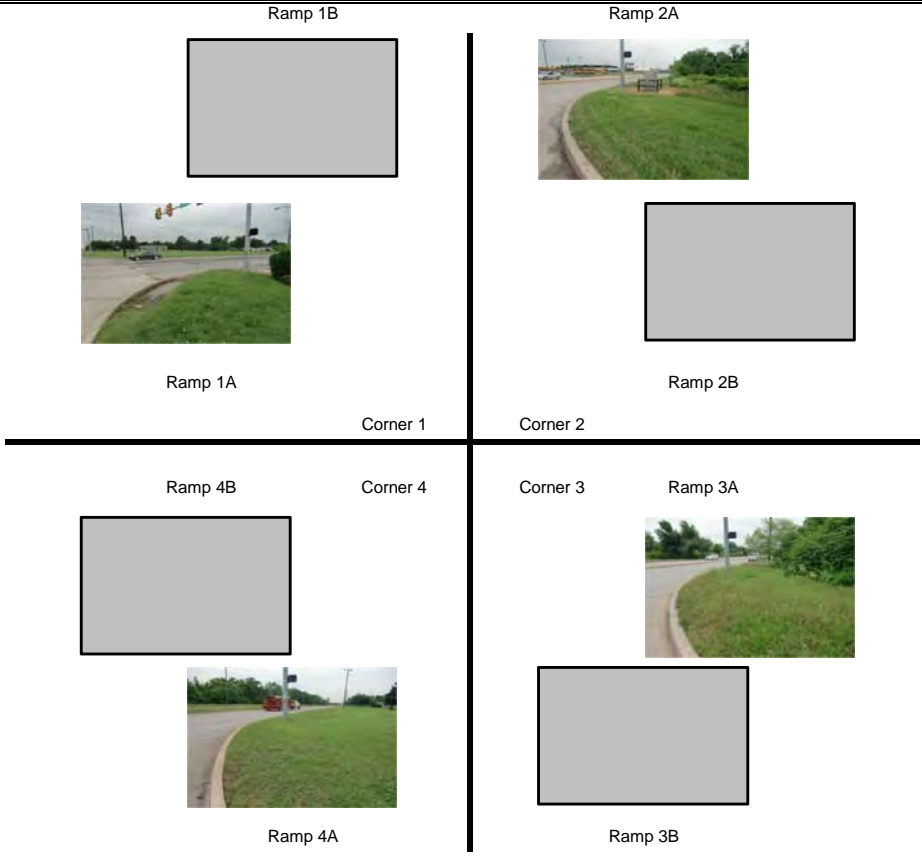 Ramp 1B
Ramp 2A
Ramp 1A
Ramp 2B
Corner 1
Corner 2
Ramp 4B
Corner 4
Corner 3
Ramp 3A
Ramp 4A
Ramp 3B